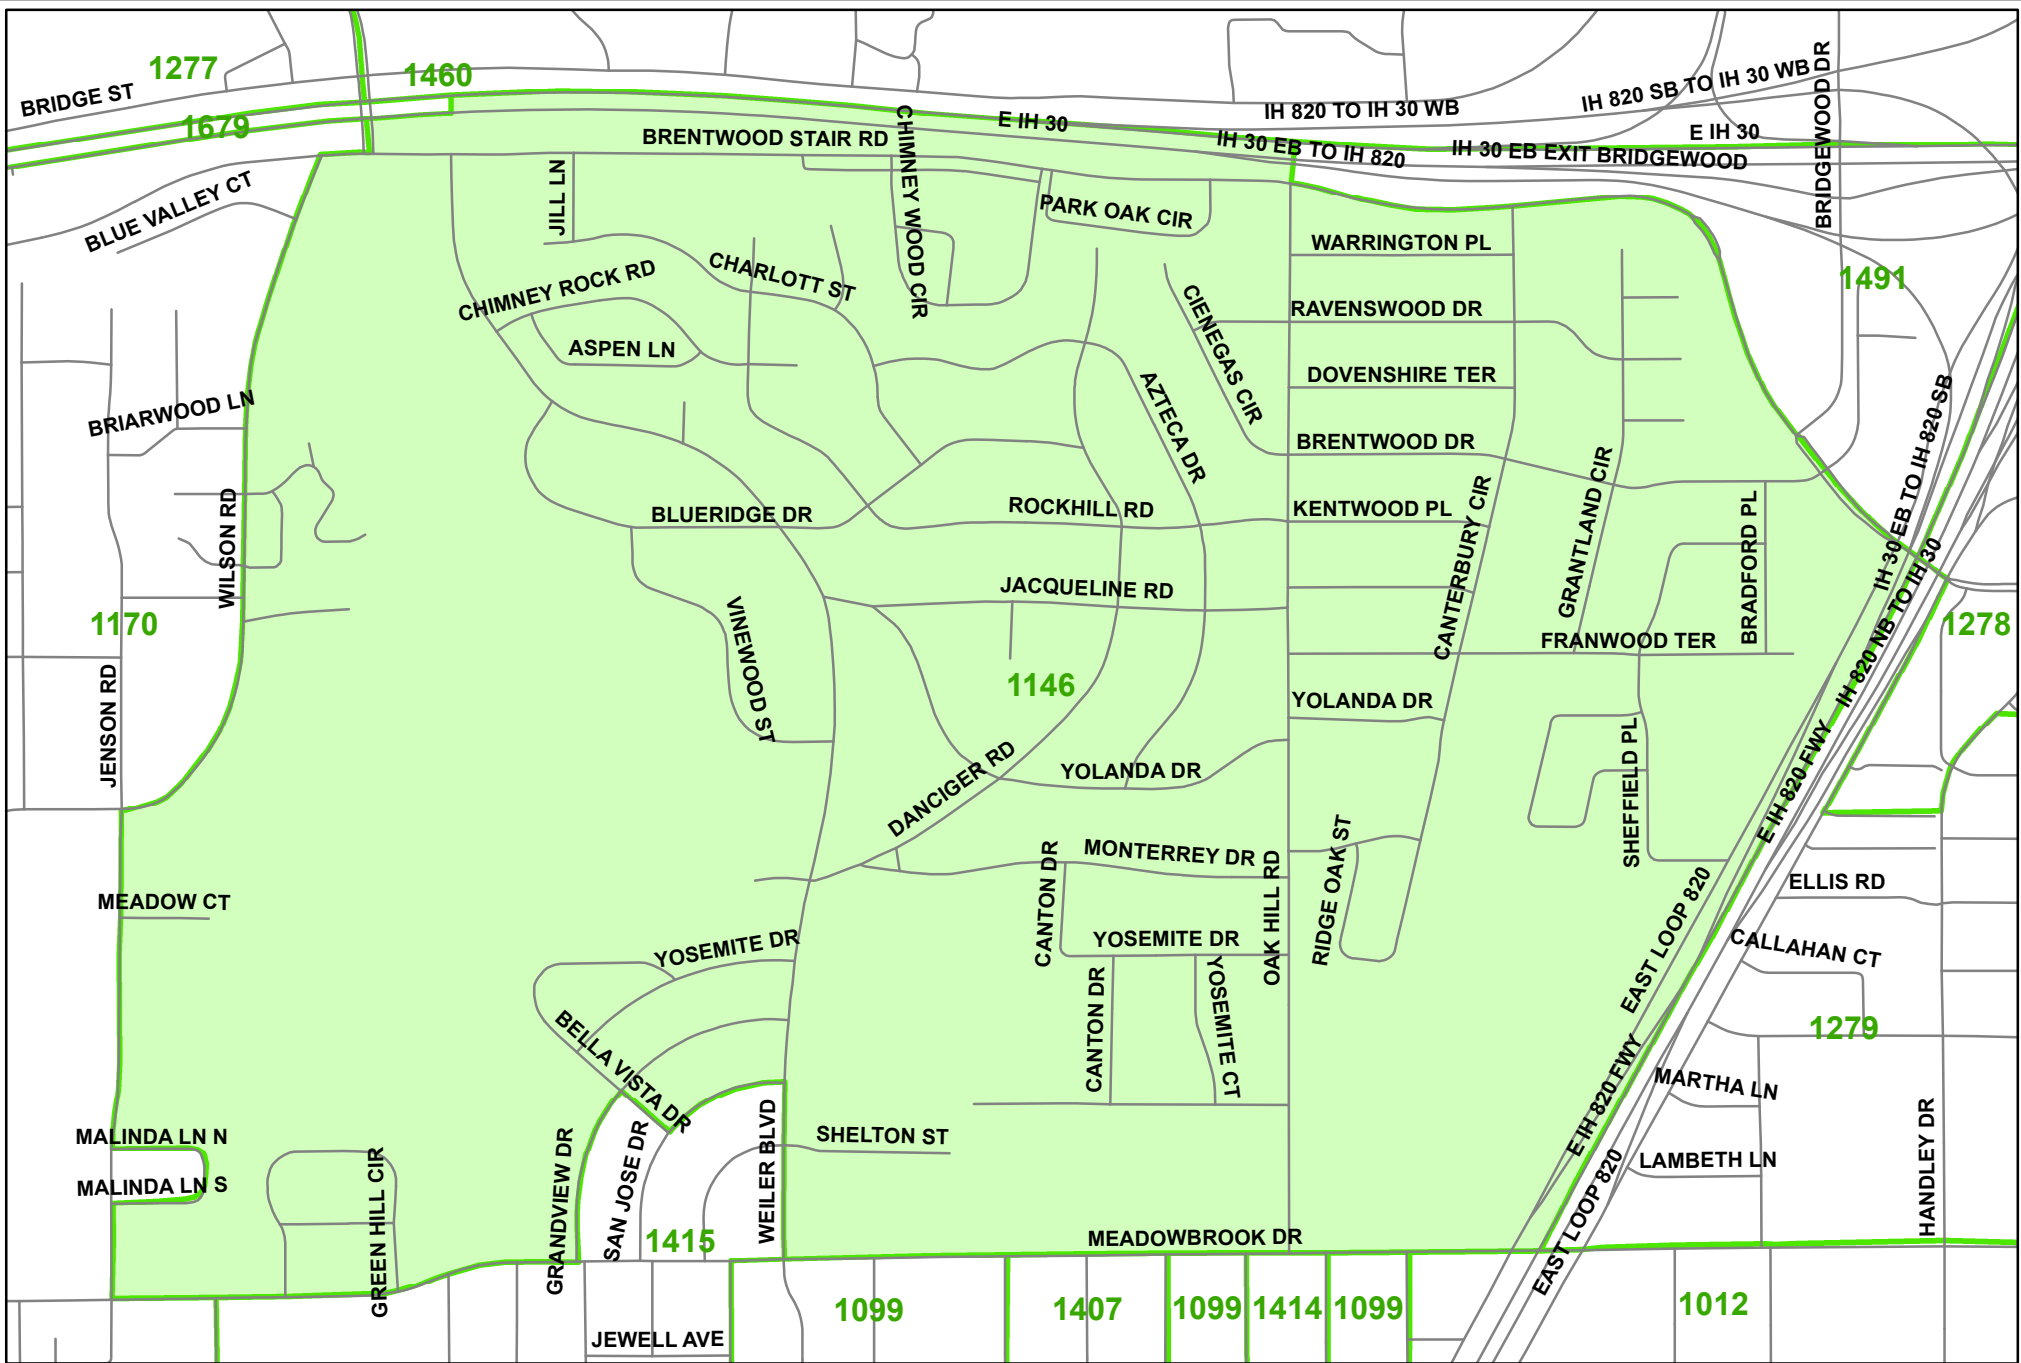 1277
1460
BRIDGE ST
1679
BRENTWOOD STAIR RD
E IH 30
IH 820 TO IH 30 WB
IH 820 SB TO IH 30 WB
E IH 30
BRIDGEWOOD DR
IH 30 EB TO IH 820
IH 30 EB EXIT BRIDGEWOOD
BLUE VALLEY CT
JILL LN
CHIMNEY WOOD CIR
PARK OAK CIR
WARRINGTON PL
1491
CHIMNEY ROCK RD
CHARLOTT ST
CIENEGAS CIR
RAVENSWOOD DR
ASPEN LN
DOVENSHIRE TER
AZTECA DR
BRIARWOOD LN
BRENTWOOD DR
IH 30 EB TO IH 820 SB
WILSON RD
BLUERIDGE DR
ROCKHILL RD
KENTWOOD PL
CANTERBURY CIR
GRANTLAND CIR
BRADFORD PL
JACQUELINE RD
1170
VINEWOOD ST
FRANWOOD TER
IH 820 NB TO IH 30
1278
1146
JENSON RD
YOLANDA DR
DANCIGER RD
YOLANDA DR
SHEFFIELD PL
E IH 820 FWY
MONTERREY DR
RIDGE OAK ST
CANTON DR
OAK HILL RD
EAST LOOP 820
ELLIS RD
MEADOW CT
YOSEMITE DR
YOSEMITE DR
CALLAHAN CT
CANTON DR
YOSEMITE CT
1279
BELLA VISTA DR
E IH 820 FWY
MARTHA LN
MALINDA LN N
SHELTON ST
WEILER BLVD
LAMBETH LN
HANDLEY DR
MALINDA LN S
GREEN HILL CIR
GRANDVIEW DR
SAN JOSE DR
1415
MEADOWBROOK DR
EAST LOOP 820
1099
1407
1099
1414
1099
1012
JEWELL AVE